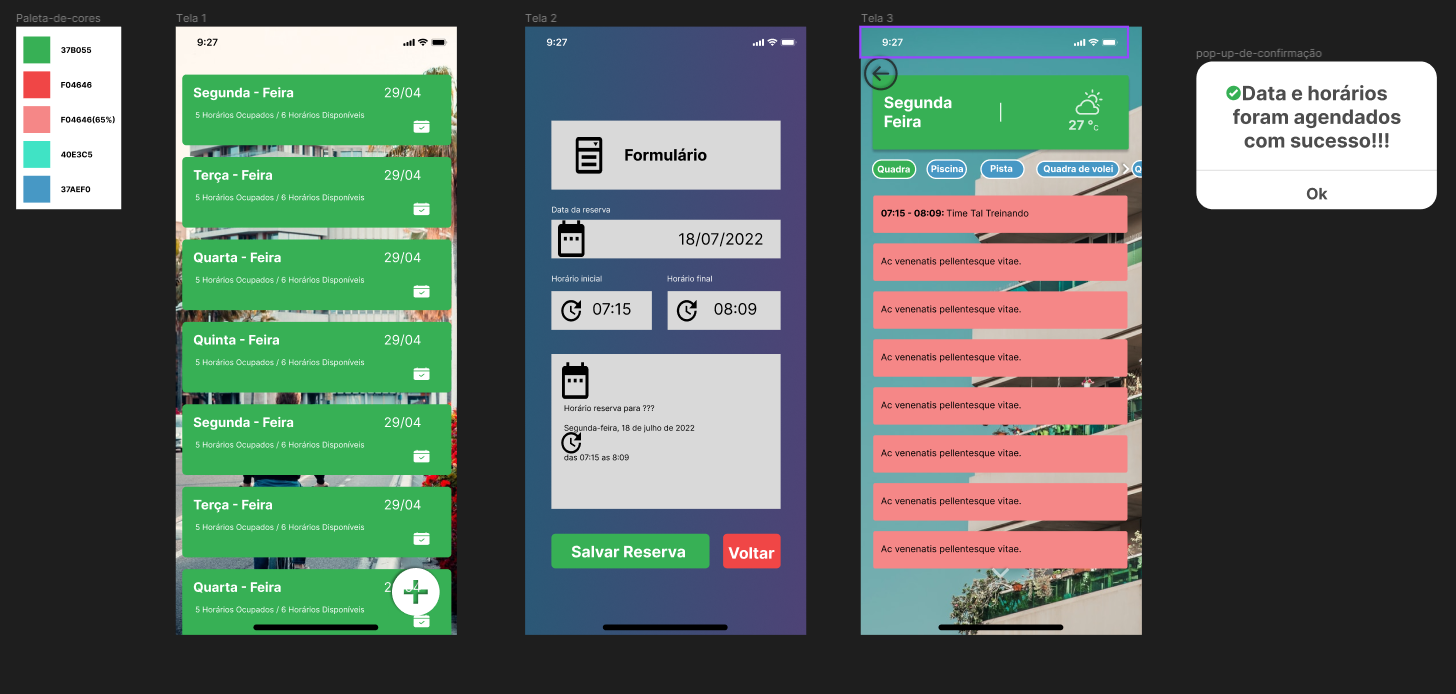 Paleta-de-cores
37B055
F04646
F04646(65%)
40E3C5
37AEF0
Tela 1
9:27
Segunda - Feira 29/04
5 Horários Ocupados / 6 Horários Disponíveis
Terça - Feira 29/04
5 Horários Ocupados / 6 Horários Disponíveis
Quarta - Feira 29/04
5 Horários Ocupados / 6 Horários Disponíveis
Quinta - Feira 29/04
5 Horários Ocupados / 6 Horários Disponíveis
Segunda - Feira 29/04
5 Horários Ocupados / 6 Horários Disponíveis
Terça - Feira 29/04
5 Horários Ocupados / 6 Horários Disponíveis
Quarta - Feira
5 Horários Ocupados / 6 Horários Disponíveis
Tela 2
9:27
Formulário
Data da reserva
18/07/2022
Horário inicial Horário final
07:15 08:09
Horário reserva para ???
Segunda-feira, 18 de julho de 2022
das 07:15 as 8:09
Salvar Reserva Voltar
Tela 3
9:27
Segunda
Feira
27 °c
Quadra Piscina Pista Quadra de volei
07:15 - 08:09: Time Tal Treinando
Ac venenatis pellentesque vitae.
Ac venenatis pellentesque vitae.
Ac venenatis pellentesque vitae.
Ac venenatis pellentesque vitae.
Ac venenatis pellentesque vitae.
Ac venenatis pellentesque vitae.
Ac venenatis pellentesque vitae.
pop-up-de-confirmação
Data e horários
foram agendados
com sucesso!!!
Ok